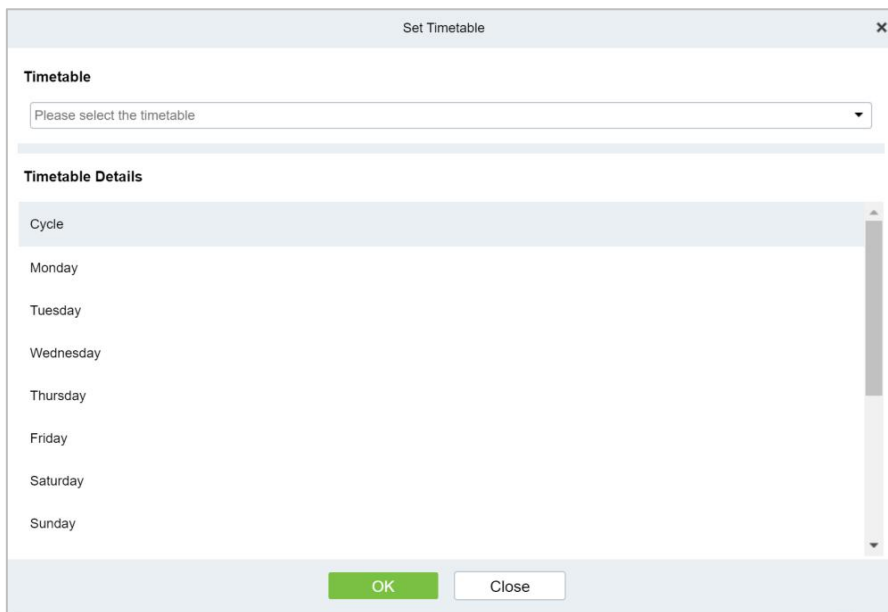 Set Timetable
Timetable
Please select the timetable
Timetable Details
Cycle
Monday
Tuesday
Wednesday
Thursday
Friday
Saturday
Sunday
OK Close